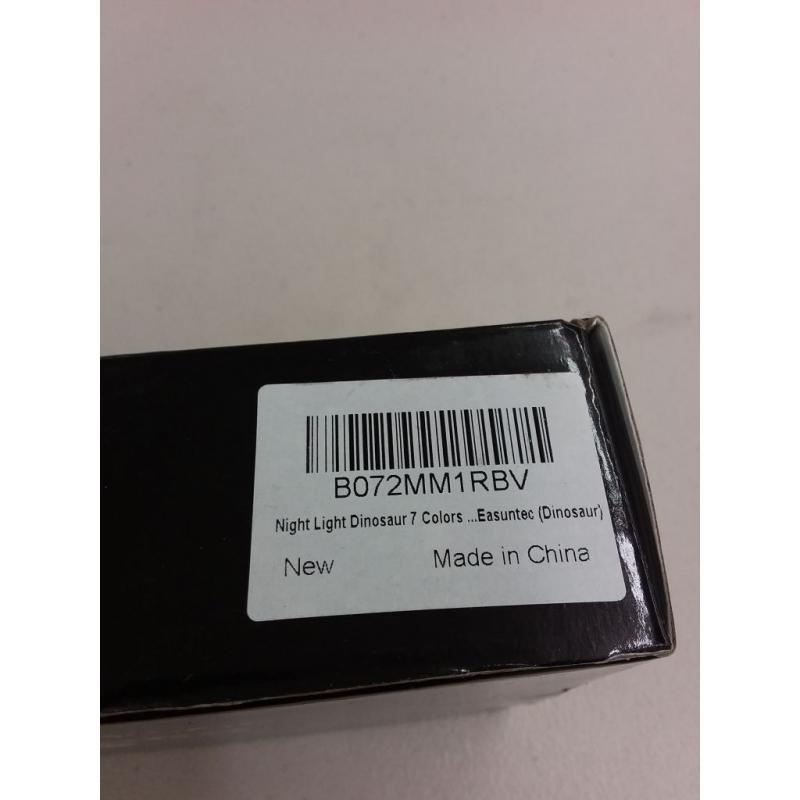 B072MM1RBV
Night Light Dinosaur 7 Colors ...Easuntec (Dinosaur)
New Made in China